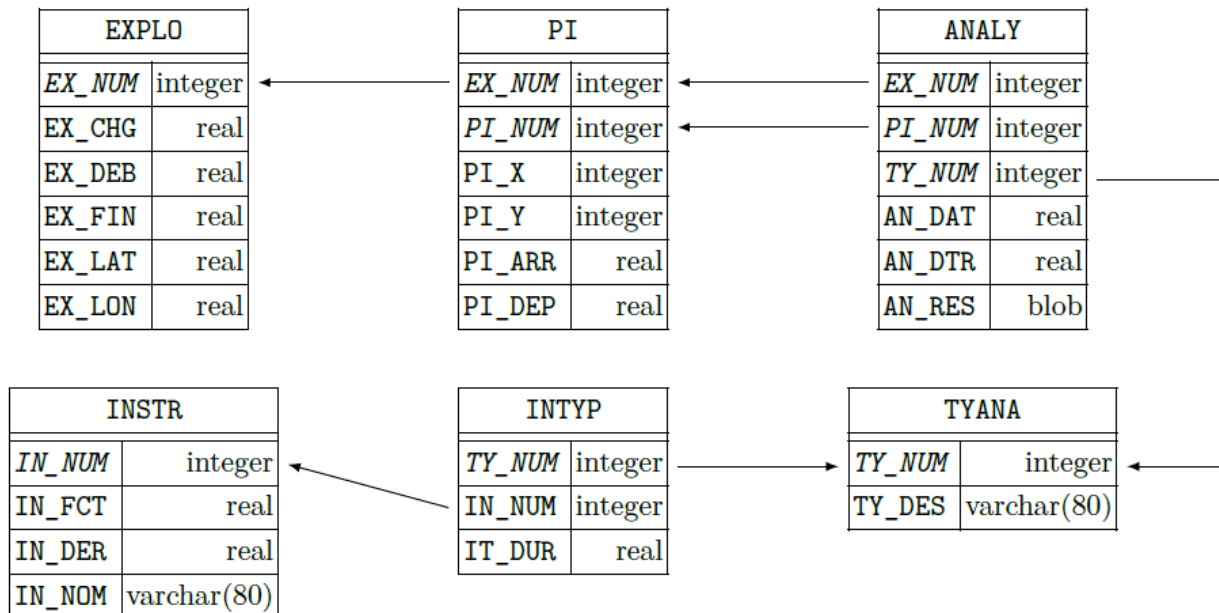 EXPLO
EX_NUM integer
EX_CHG real
EX_DEB real
EX_FIN real
EX_LAT real
EX_LON real
PI
EX_NUM integer
PI_NUM integer
PI_X integer
PI_Y integer
PI_ARR real
PI_DEP real
ANALY
EX_NUM integer
PI_NUM integer
TY_NUM integer
AN_DAT real
AN_DTR real
AN_RES blob
INSTR
IN_NUM integer
IN_FCT real
IN_DER real
IN_NOM varchar(80)
INTYP
TY_NUM integer
IN_NUM integer
IT_DUR real
TYANA
TY_NUM integer
TY_DES varchar(80)